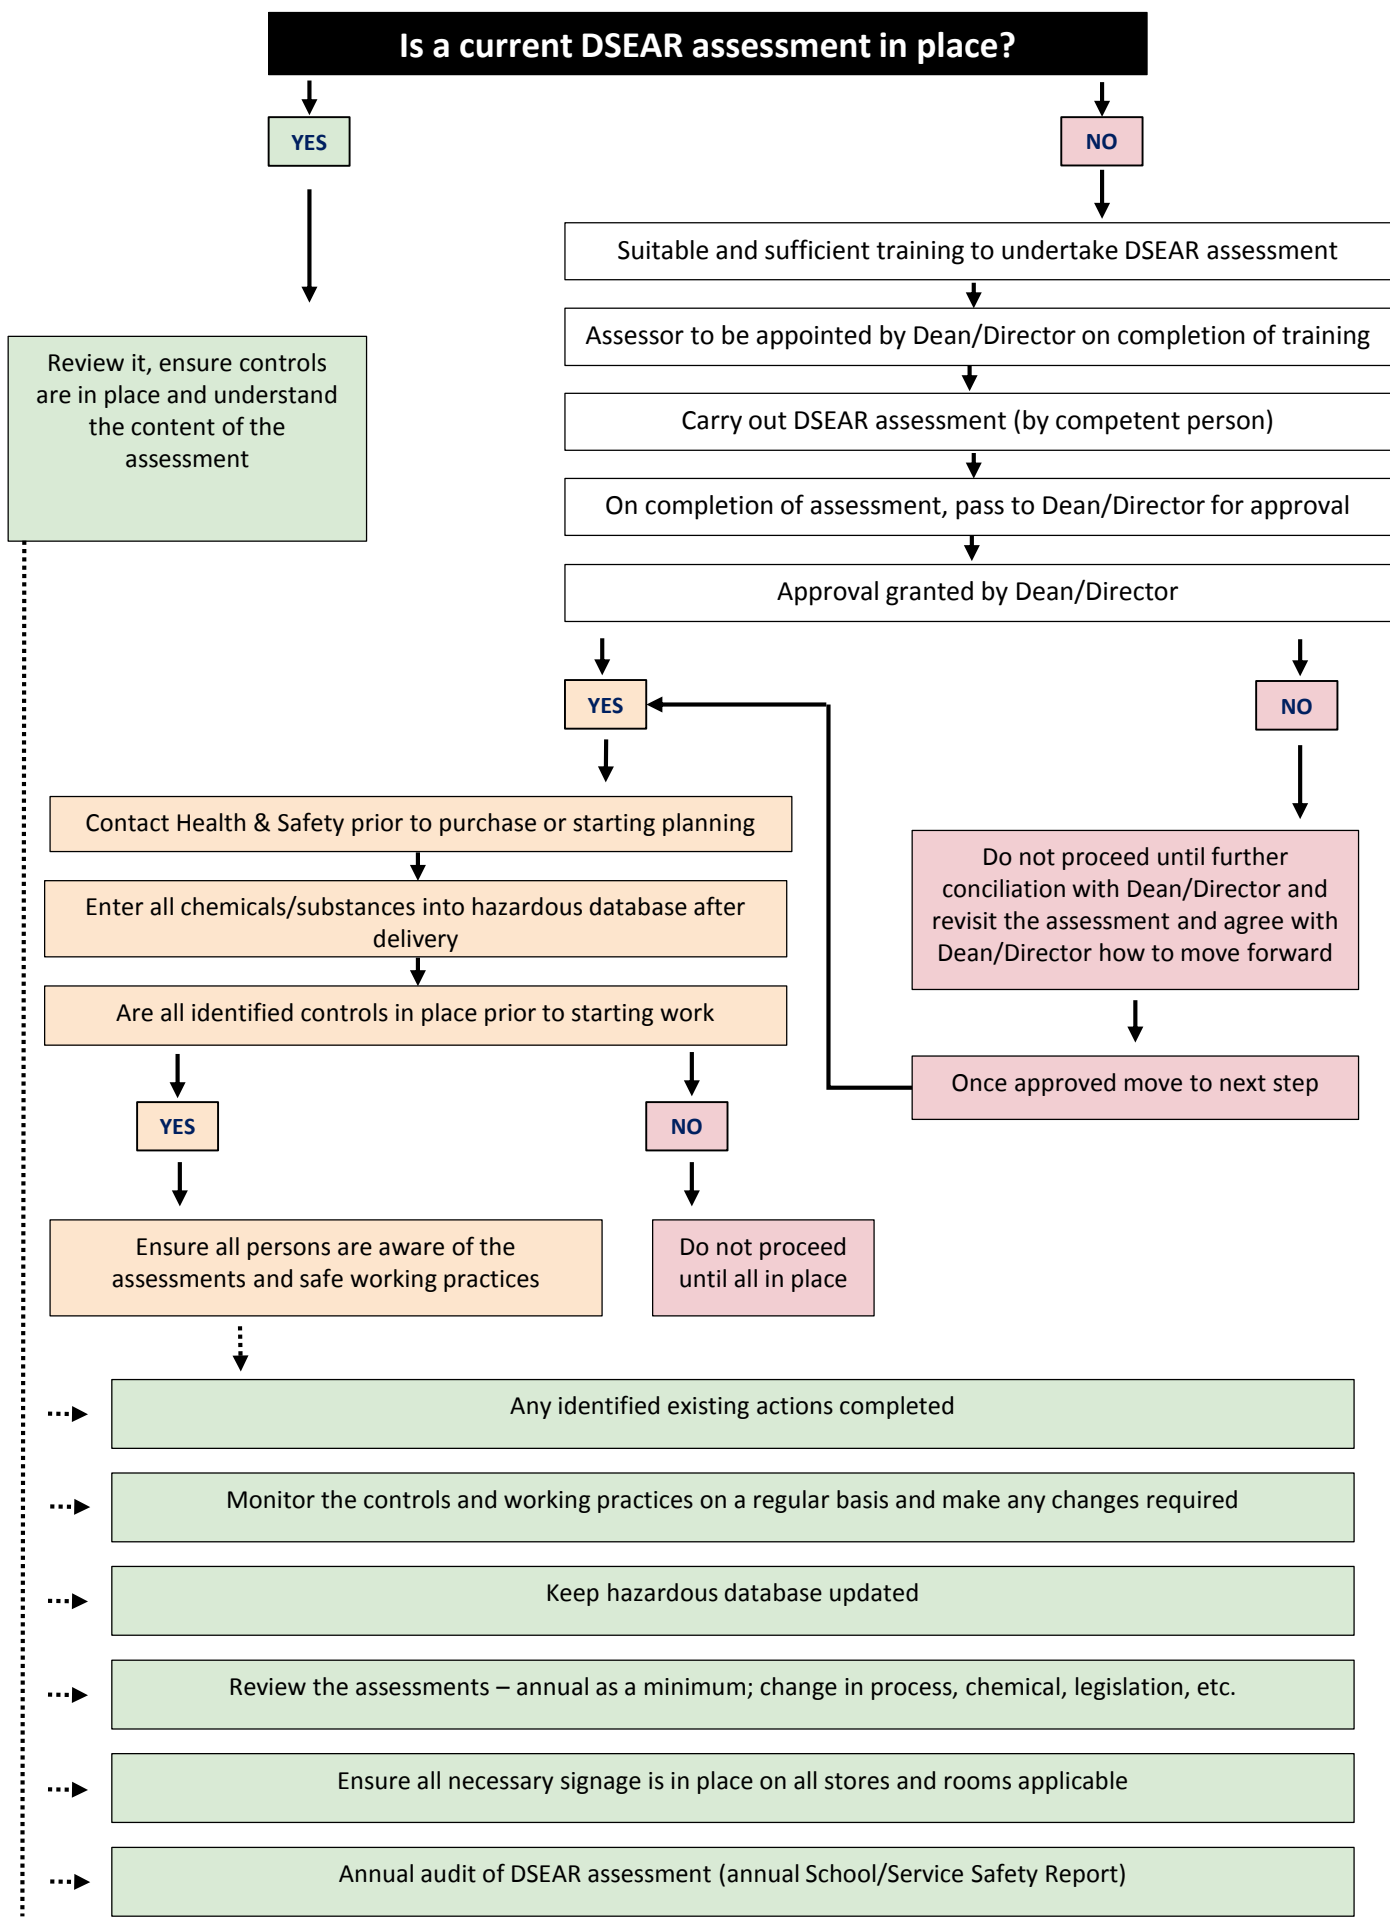 Is a current DSEAR assessment in place?
YES
NO
Suitable and sufficient training to undertake DSEAR assessment
Assessor to be appointed by Dean/Director on completion of training
Review it, ensure controls
are in place and understand
the content of the
assessment
Carry out DSEAR assessment (by competent person)
On completion of assessment, pass to Dean/Director for approval
Approval granted by Dean/Director
YES
NO
Contact Health & Safety prior to purchase or starting planning
Enter all chemicals/substances into hazardous database after
delivery
Are all identified controls in place prior to starting work
Do not proceed until further
conciliation with Dean/Director and
revisit the assessment and agree with
Dean/Director how to move forward
Once approved move to next step
YES
NO
Ensure all persons are aware of the
assessments and safe working practices
Do not proceed
until all in place
Any identified existing actions completed
Monitor the controls and working practices on a regular basis and make any changes required
Keep hazardous database updated
Review the assessments – annual as a minimum; change in process, chemical, legislation, etc.
Ensure all necessary signage is in place on all stores and rooms applicable
Annual audit of DSEAR assessment (annual School/Service Safety Report)